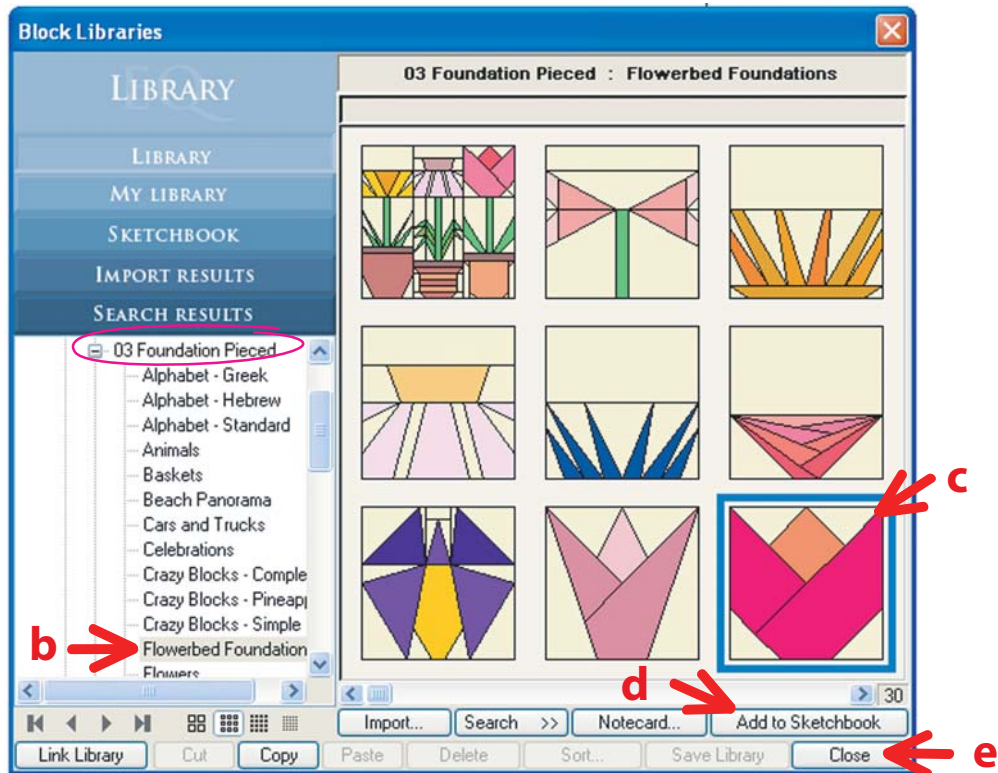 Block Libraries
LIBRARY
LIBRARY
MY LIBRARY
SKETCHBOOK
IMPORT RESULTS
SEARCH RESULTS
03 Foundation Pieced
Alphabet - Greek
Alphabet - Hebrew
Alphabet - Standard
Animals
Baskets
Beach Panorama
Cars and Trucks
Celebrations
Crazy Blocks - Comple
Crazy Blocks - Pineap
Crazy Blocks - Simple
b
Flowerbed Foundation
Flowers
03 Foundation Pieced : Flowerbed Foundations
c
d
30
Import... Search >> Notecard... Add to Sketchbook
Link Library Cut Copy Paste Delete Sort... Save Library Close
e